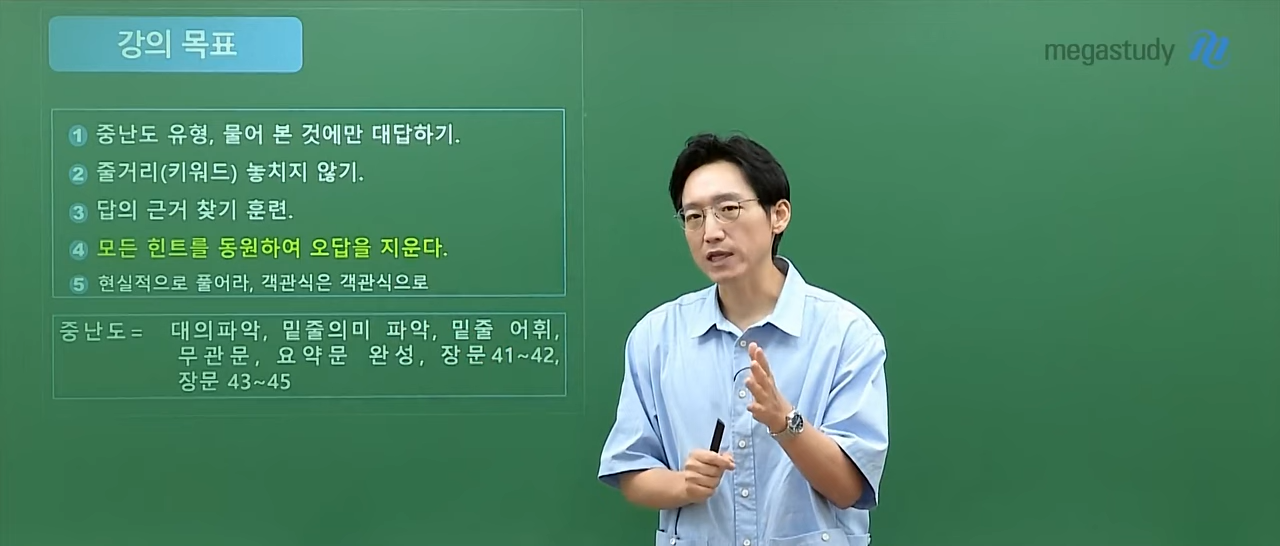 강의 목표
megastudy
1 중난도 유형, 물어 본 것에만 대답하기.
2 줄거리(키워드) 놓치지 않기.
3 답의 근거 찾기 훈련.
4 모든 힌트를 동원하여 오답을 지운다.
5 현실적으로 풀어라, 객관식은 객관식으로
중난도= 대의파악, 밑줄의미 파악, 밑줄 어휘,
무관문, 요약문 완성, 장문41~42,
장문 43~45